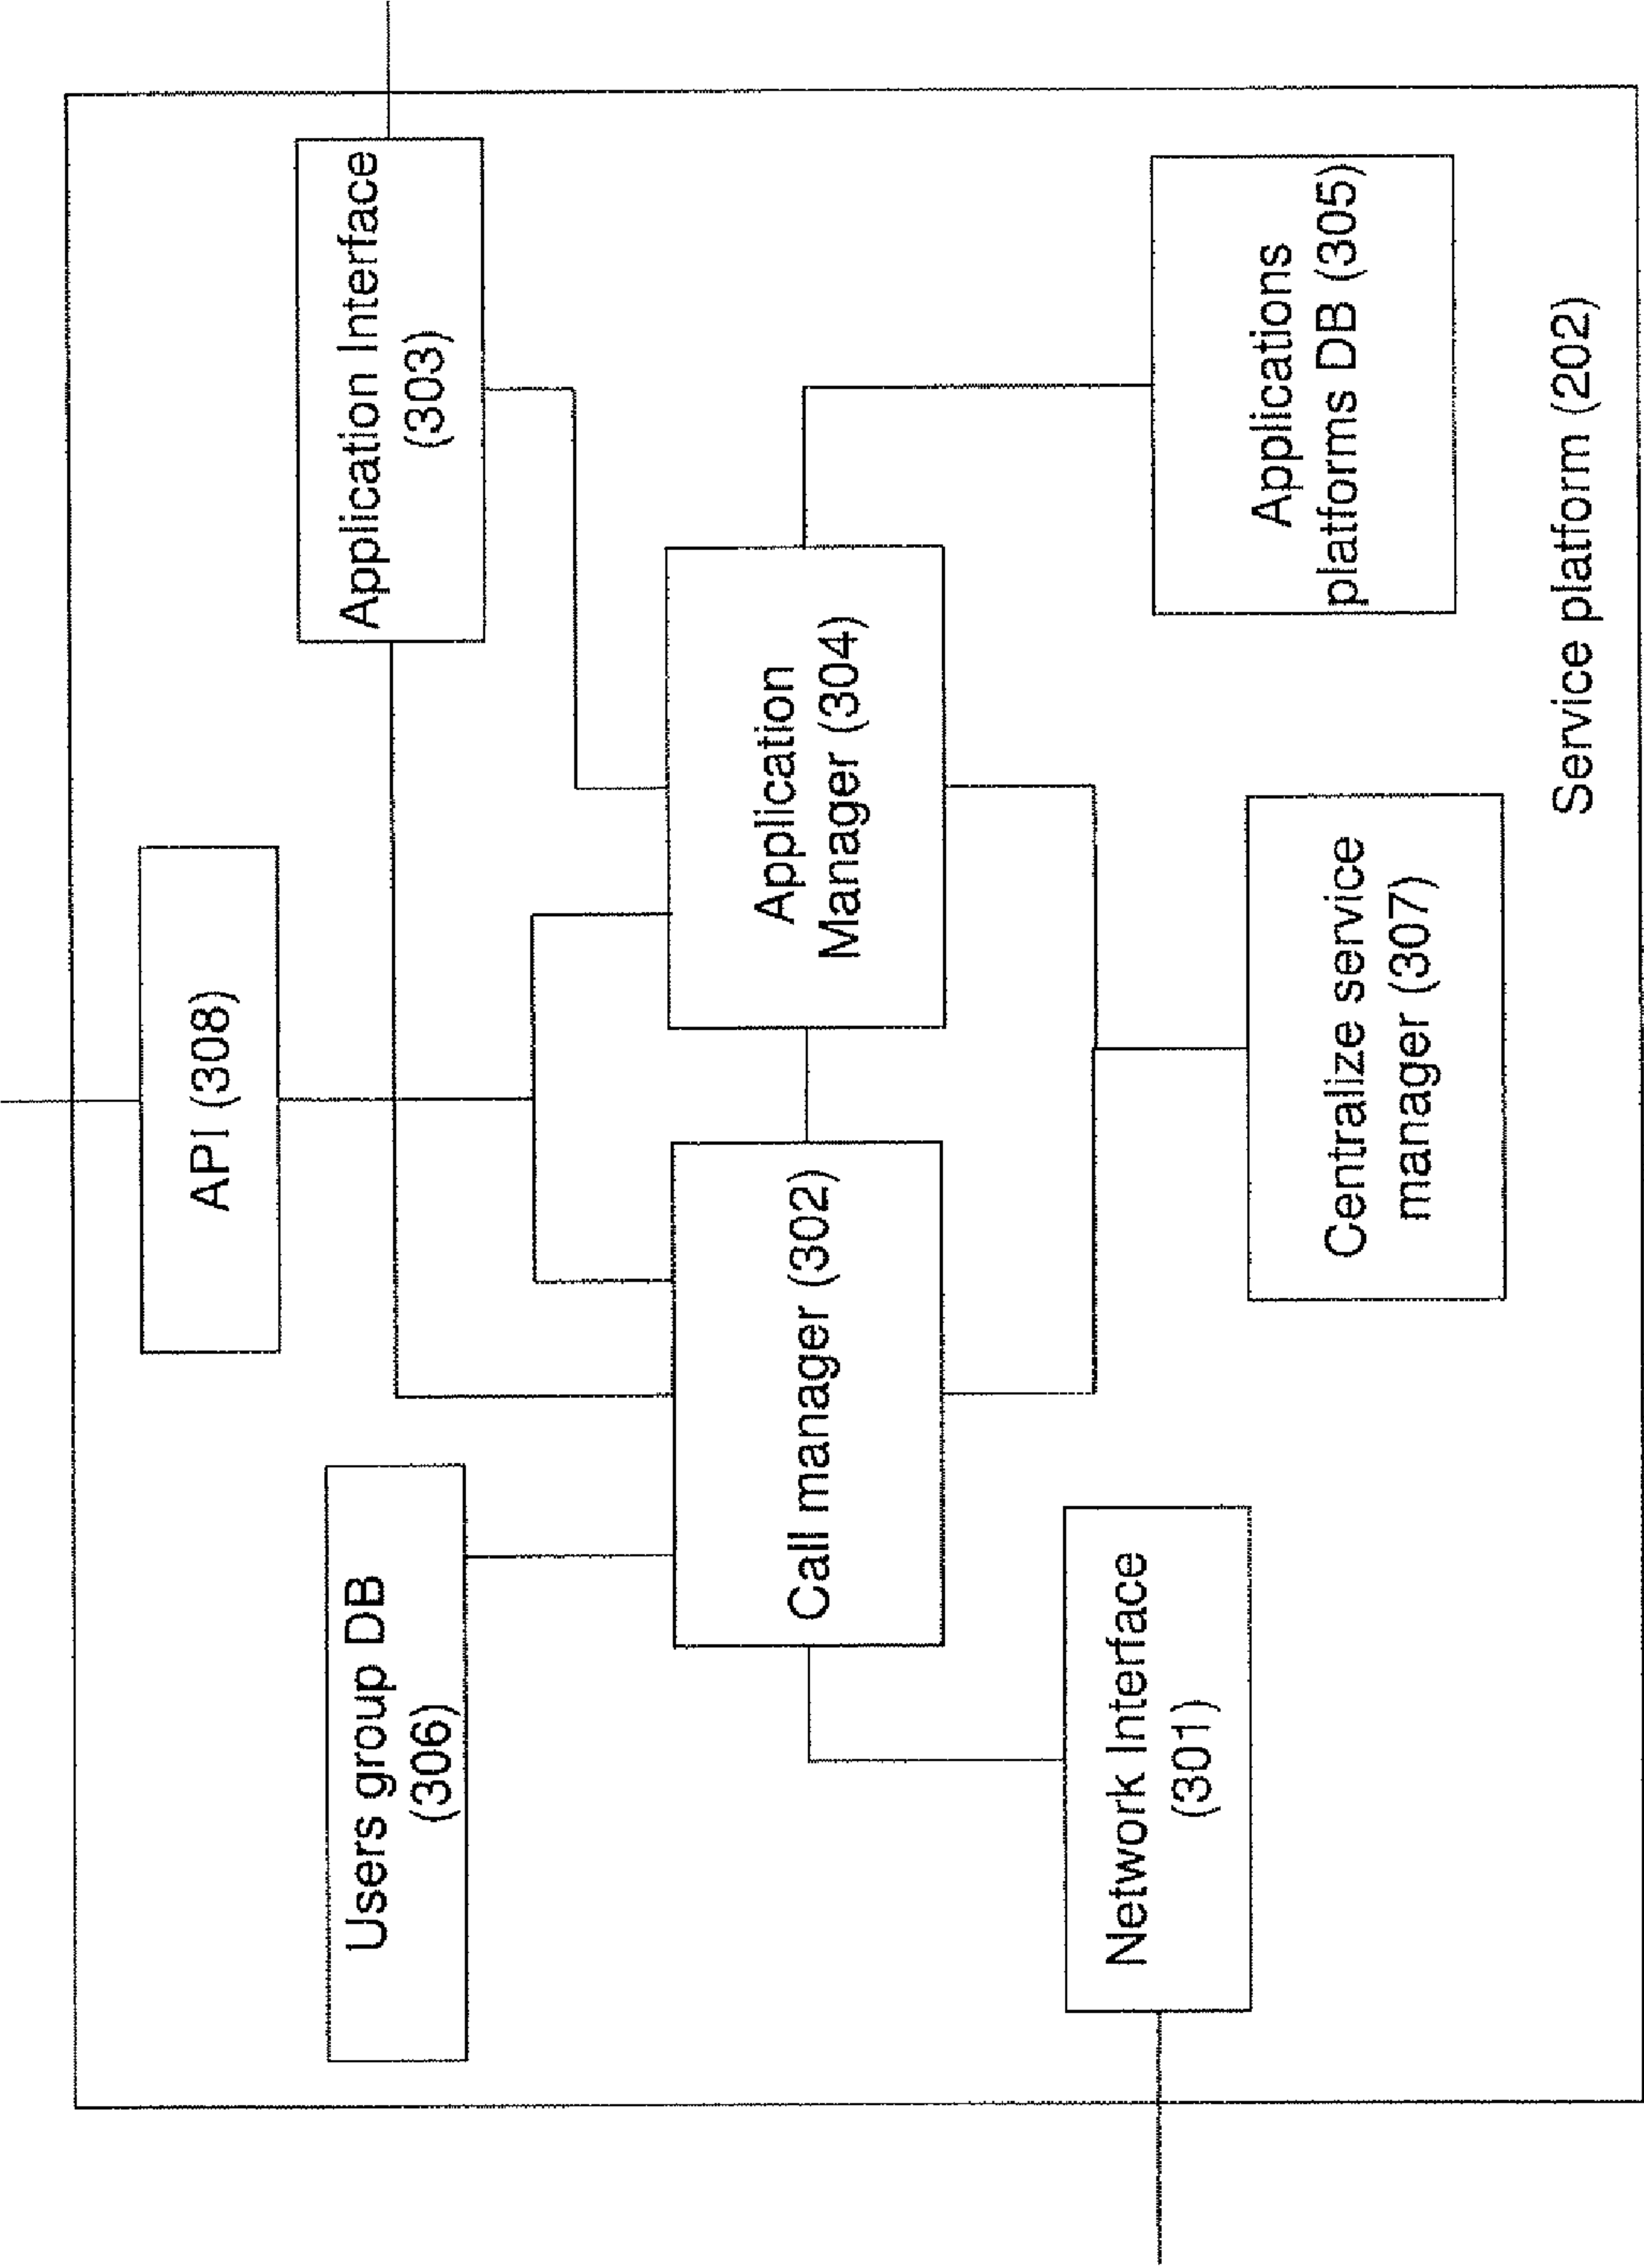 API (308)
Users group DB
(306)
Application Interface
(303)
Call manager (302)
Application
Manager (304)
Network Interface
(301)
Centralize service
manager (307)
Applications
platforms DB (305)
Service platform (202)